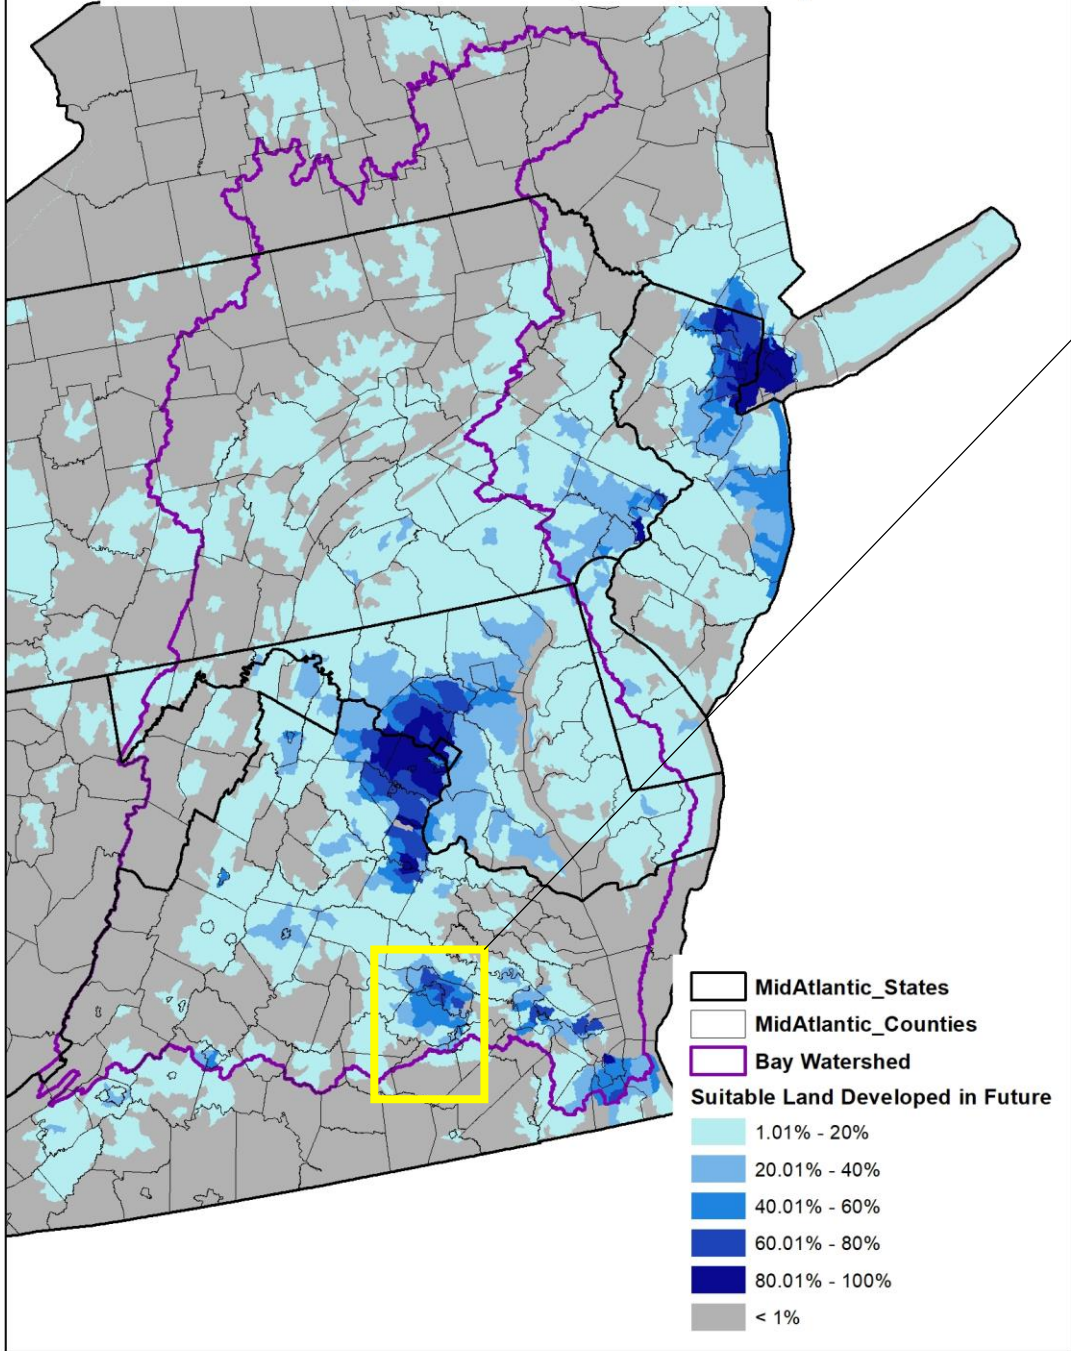 MidAtlantic_States
MidAtlantic_Counties
Bay Watershed
Suitable Land Developed in Future
1.01% - 20%
20.01% - 40%
40.01% - 60%
60.01% - 80%
80.01% - 100%
< 1%